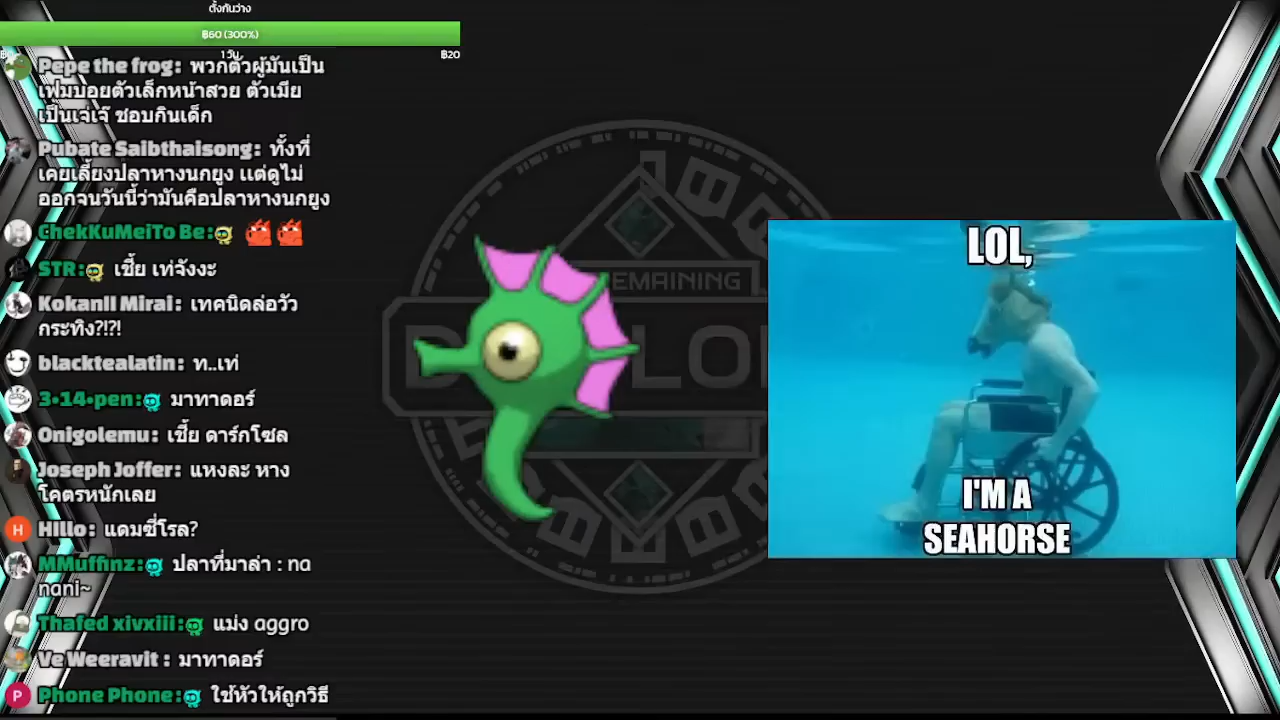 ตั้งกันว่าง
฿60 (300%)
1 วัน
฿20
Pepe the frog: พวกตัวผู้มันเป็น
เฟมบอยตัวเล็กหน้าสวย ตัวเมีย
เป็นเจ่เจ๊ ชอบกินเด็ก
Pubate Saibthaisong: ทั้งที่
เคยเลี้ยงปลาหางนกยูง แต่ดูไม่
ออกจนวันนี้ว่ามันคือปลาหางนกยูง
ChekKuMeiTo Be:
STR: เชี้ย เท่จังงะ
KokanII Mirai: เทคนิดล่อวัว
กระทิง?!?!
blacktealatin: ท..เท่
3•14•pen: มาทาดอร์
Onigolemu: เชี้ย ดาร์กโซล
Joseph Joffer: แหงละ หาง
โคตรหนักเลย
Hillo: แดมซี่โรล?
MMuffinz: ปลาที่มาล่า : na
nani~
Thafed xivxiii: แม่ง aggro
Ve Weeravit : มาทาดอร์
Phone Phone: ใช้หัวให้ถูกวิธี
EMAINING
LOL,
I'M A
SEAHORSE